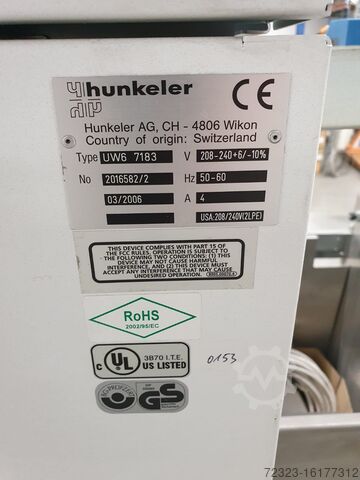 hunkeler
CE
Hunkeler AG, CH - 4806 Wikon
Country of origin: Switzerland
Type UW6 7183 V 208-240+6/-10%
No 2016582/2 Hz 50-60
03/2006 A 4
USA:208/240V(2LPE)
THIS DEVICE COMPLIES WITH PART 15 OF
THE FCC RULES. OPERATION IS SUBJECT TO
THE FOLLOWING TWO CONDITIONS: (1) THIS
DEVICE MAY NOT CAUSE HARMFUL
INTERFERENCE, AND (2) THIS DEVICE MUST
ACCEPT ANY INTERFERENCE THAT MAY CAUSE
UNDESIRED OPERATION.
RoHS
2002/95/EC
C UL US LISTED
3B70 I.T.E.
0153
GS
72323-16177312